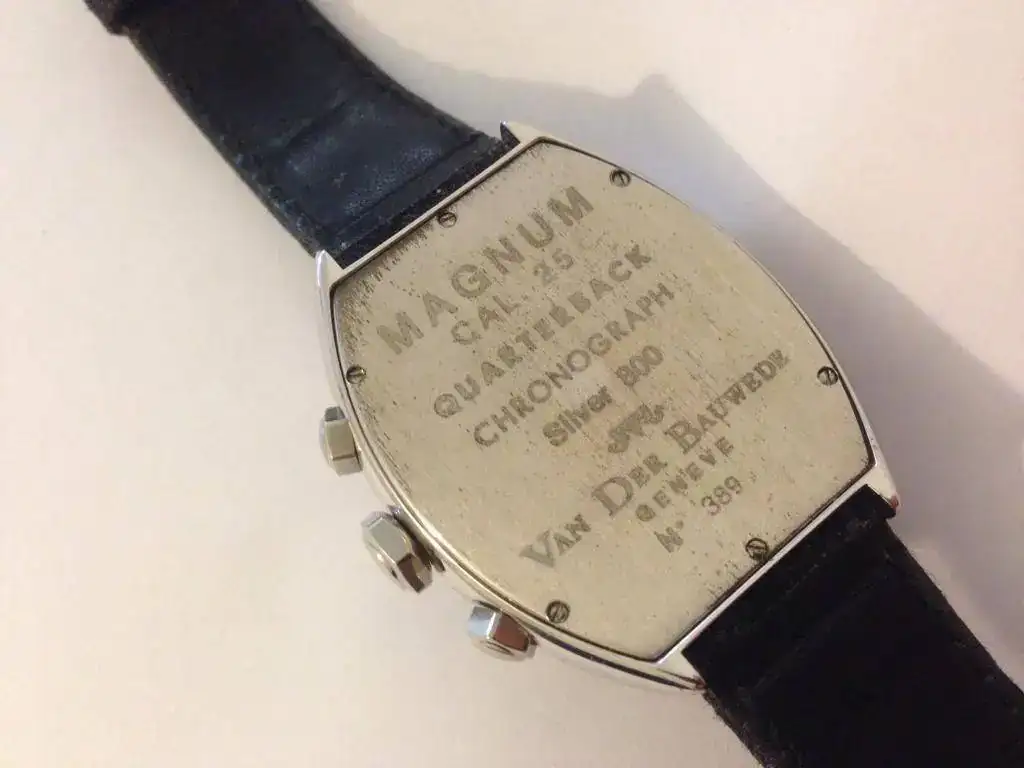 MAGNUM
CAL. 25
QUARTERBACK
CHRONOGRAPH
Silver 800
VAN DER BAUWEDE
GENEVE
N° 389